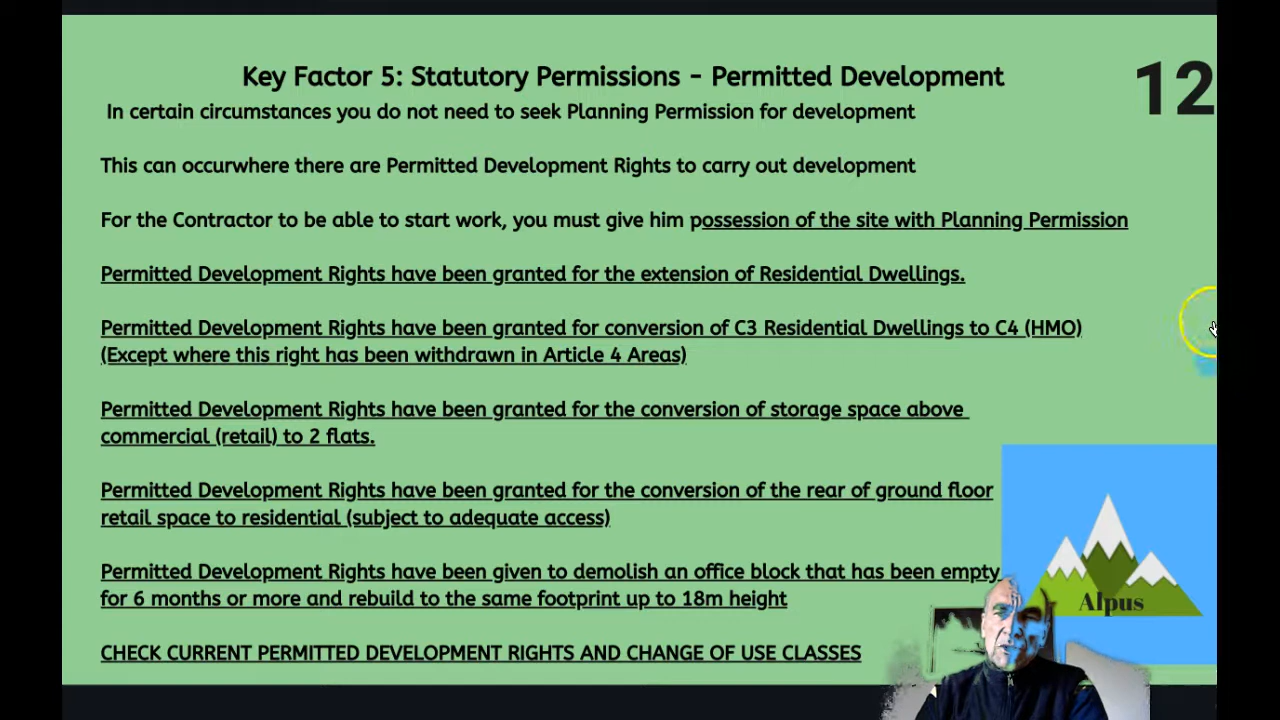 Key Factor 5: Statutory Permissions - Permitted Development
12
In certain circumstances you do not need to seek Planning Permission for development
This can occurwhere there are Permitted Development Rights to carry out development
For the Contractor to be able to start work, you must give him possession of the site with Planning Permission
Permitted Development Rights have been granted for the extension of Residential Dwellings.
Permitted Development Rights have been granted for conversion of C3 Residential Dwellings to C4 (HMO)
(Except where this right has been withdrawn in Article 4 Areas)
Permitted Development Rights have been granted for the conversion of storage space above
commercial (retail) to 2 flats.
Permitted Development Rights have been granted for the conversion of the rear of ground floor
retail space to residential (subject to adequate access)
Permitted Development Rights have been given to demolish an office block that has been empty
for 6 months or more and rebuild to the same footprint up to 18m height
Alpus
CHECK CURRENT PERMITTED DEVELOPMENT RIGHTS AND CHANGE OF USE CLASSES